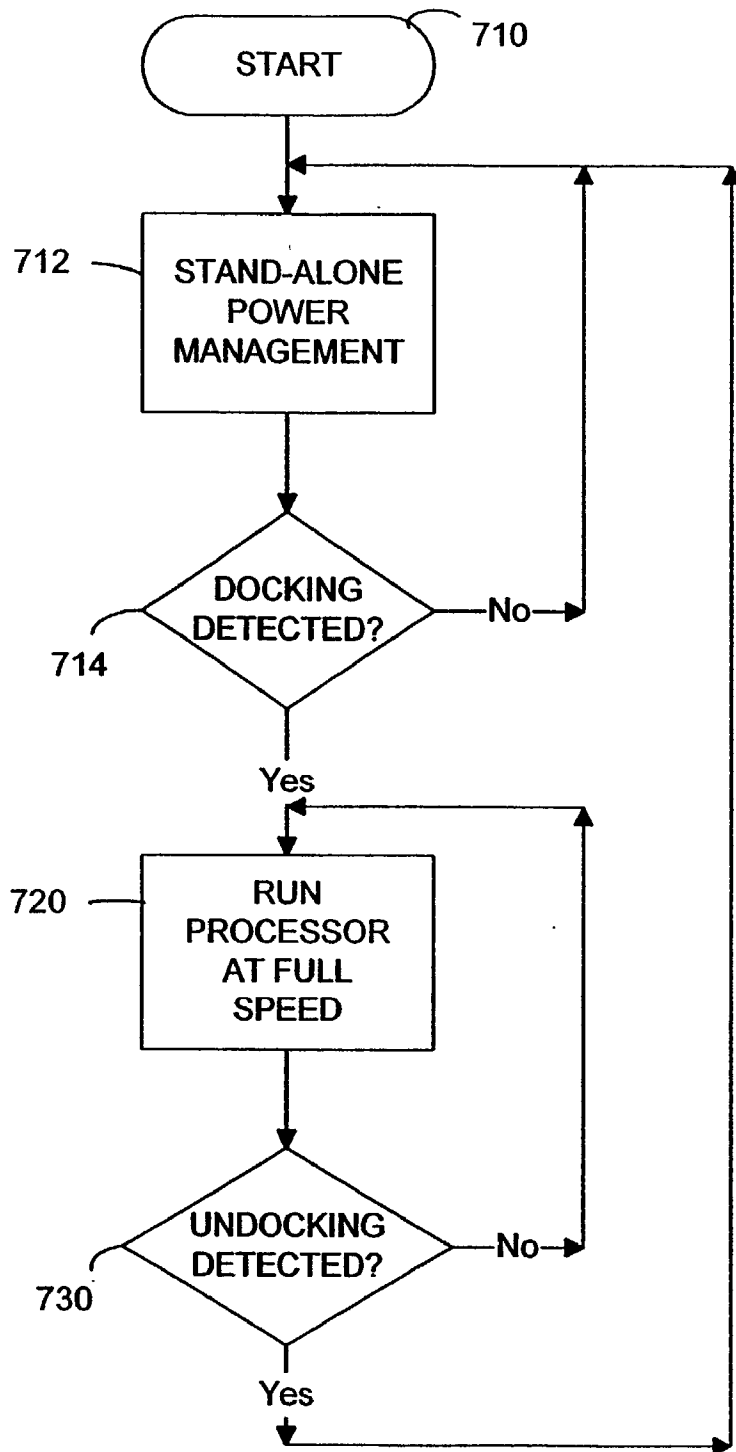 START
710
712
STAND-ALONE
POWER
MANAGEMENT
DOCKING
DETECTED?
No
714
Yes
720
RUN
PROCESSOR
AT FULL
SPEED
UNDOCKING
DETECTED?
No
730
Yes